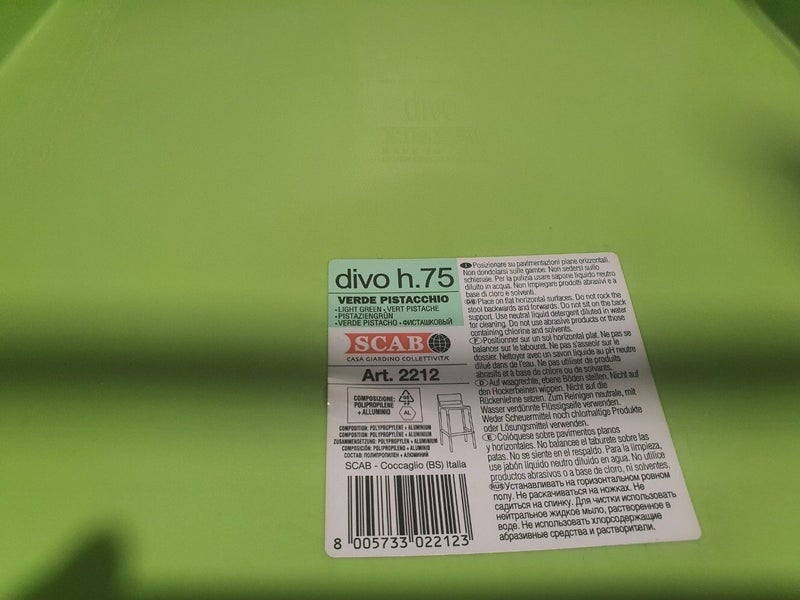 divo h.75
VERDE PISTACCHIO
• LIGHT GREEN • VERT PISTACHE
• PISTAZIENGRÜN
• VERDE PISTACHO • ФИСТАШКОВЫЙ
SCAB
CASA GIARDINO COLLETTIVITA'
Art. 2212
COMPOSIZIONE:
POLIPROPILENE
+ ALLUMINIO
AL
COMPOSITION: POLYPROPYLENE + ALUMINIUM
COMPOSITION: POLYPROPYLÈNE + ALUMINIUM
ZUSAMMENSETZUNG: POLYPROPYLEN + ALUMINIUM
COMPOSICIÓN: POLIPROPILENO + ALUMINIO
СОСТАВ: ПОЛИПРОПИЛЕН + АЛЮМИНИЙ
SCAB - Coccaglio (BS) Italia
8 005733 022123
I Posizionare su pavimentazioni piane orizzontali.
Non dondolarsi sulle gambe. Non sedersi sullo
schienale. Per la pulizia usare sapone liquido neutro
diluito in acqua. Non impiegare prodotti abrasivi e a
base di cloro e solventi.
GB Place on flat horizontal surfaces. Do not rock the
stool backwards and forwards. Do not sit on the back
support. Use neutral liquid detergent diluted in water
for cleaning. Do not use abrasive products or those
containing chlorine and solvents.
F Positionner sur un sol horizontal plat. Ne pas se
balancer sur le tabouret. Ne pas s'asseoir sur le
dossier. Nettoyer avec un savon liquide au pH neutre
dilué dans de l'eau. Ne pas utiliser de produits
abrasifs et à base de chlore ou de solvants.
D Auf waagrechte, ebene Böden stellen. Nicht auf
den Hockerbeinen wippen. Nicht auf die
Rückenlehne setzen. Zum Reinigen neutrale, mit
Wasser verdünnte Flüssigseife verwenden.
Weder Scheuermittel noch chlorhaltige Produkte
oder Lösungsmittel verwenden.
E Colóquese sobre pavimentos planos
y horizontales. No balancee el taburete sobre las
patas. No se siente en el respaldo. Para la limpieza,
use jabón líquido neutro diluido en agua. No utilice
productos abrasivos o a base de cloro, ni solventes.
RUS Устанавливать на горизонтальном ровном
полу. Не раскачиваться на ножках. Не
садиться на спинку. Для чистки использовать
нейтральное жидкое мыло, растворенное в
воде. Не использовать хлорсодержащие
абразивные средства и растворители.